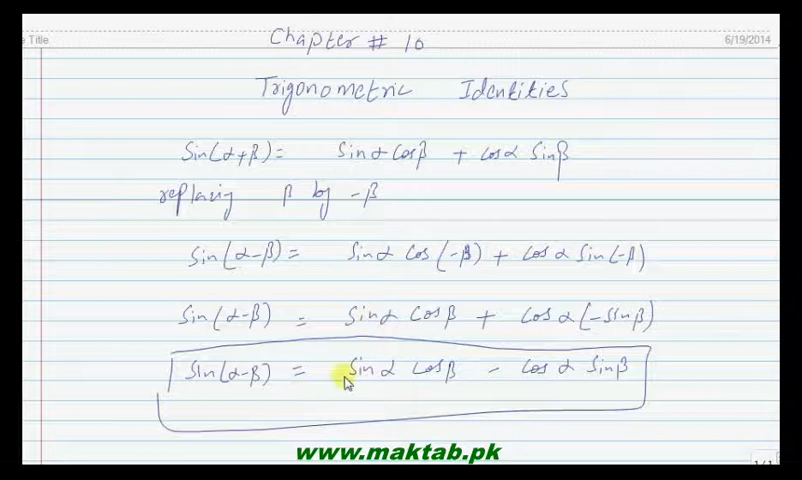 e Title
6/19/2014
Chapter # 10
Trigonometric Identities
Sin(α+β)= Sinα Cosβ + Cosα Sinβ
replacing β by -β
Sin(α-β)= Sinα Cos(-β) + Cosα Sin(-β)
Sin(α-β) = Sinα Cosβ + Cosα(-Sinβ)
Sin(α-β) = Sinα Cosβ - Cosα Sinβ
www.maktab.pk